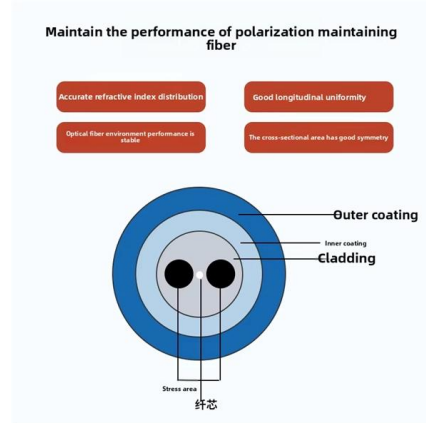 Maintain the performance of polarization maintaining
fiber
Accurate refractive index distribution
Good longitudinal uniformity
Optical fiber environment performance is
stable
The cross-sectional area has good symmetry
Outer coating
Inner coating
Cladding
Stress area
纤芯